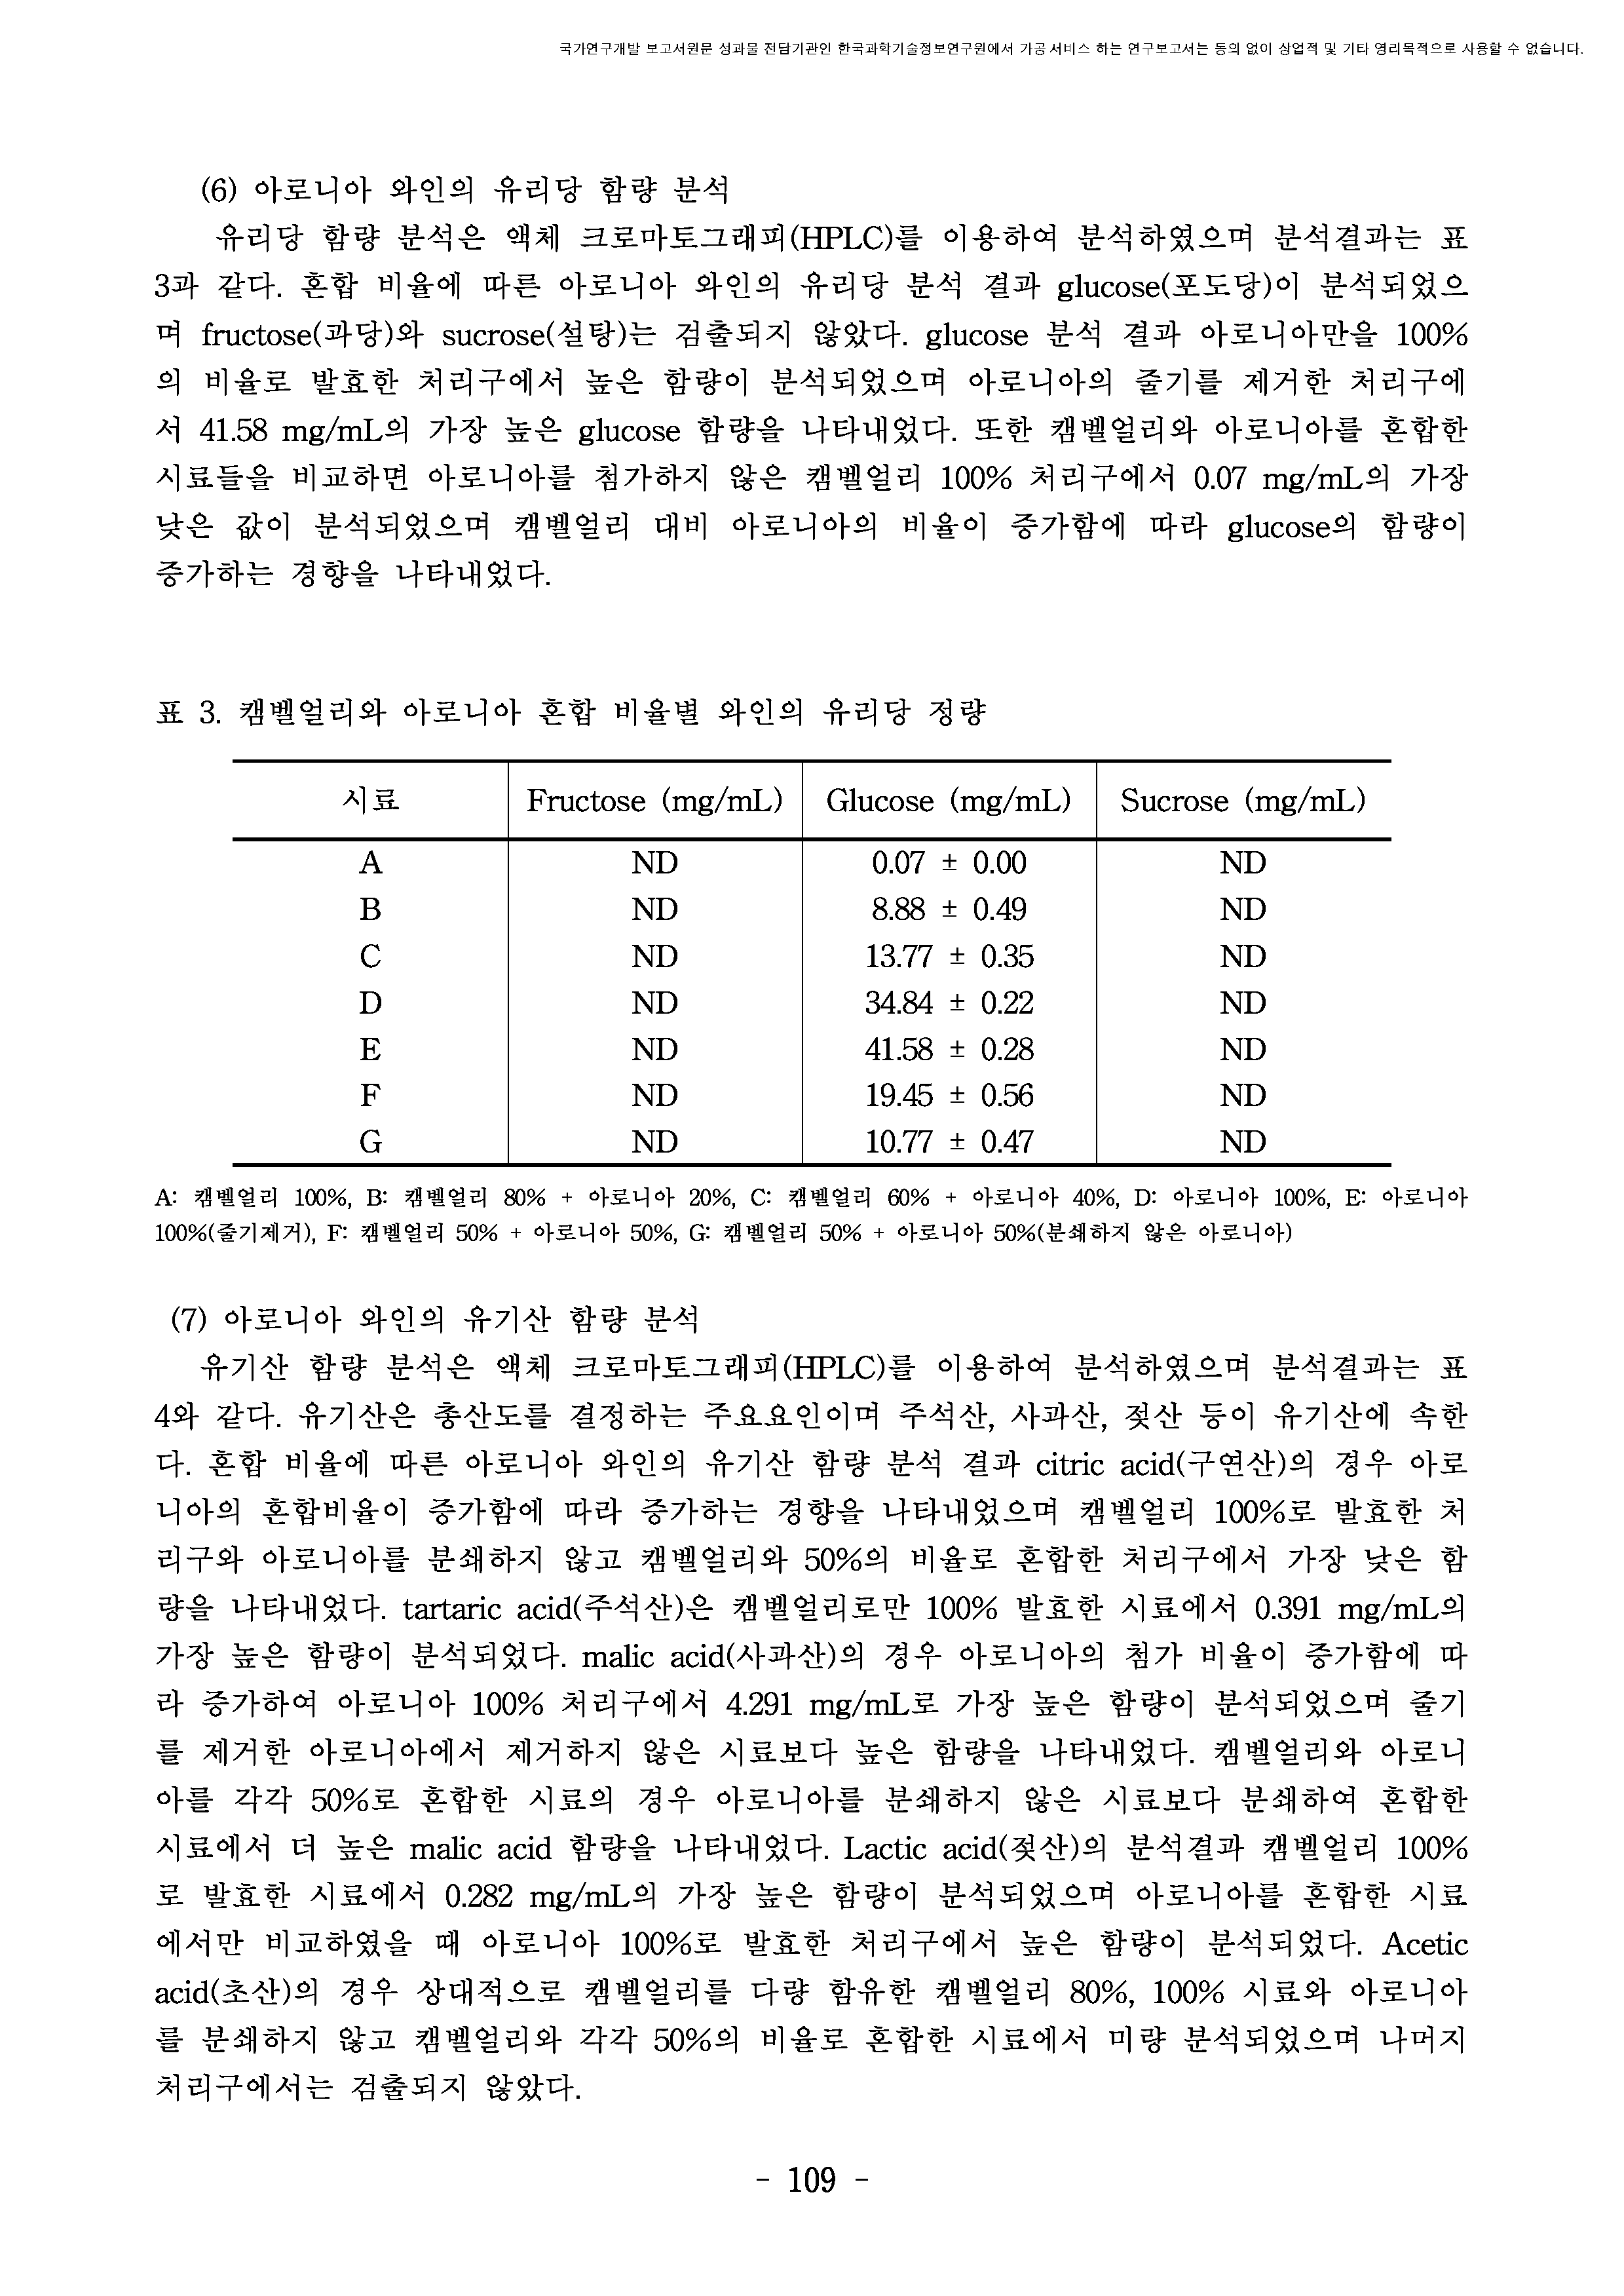 국가연구개발 보고서원문 성과물 전담기관인 한국과학기술정보연구원에서 가공·서비스 하는 연구보고서는 동의 없이 상업적 및 기타 영리목적으로 사용할 수 없습니다.
(6) 아로니아 와인의 유리당 함량 분석
유리당 함량 분석은 액체 크로마토그래피(HPLC)를 이용하여 분석하였으며 분석결과는 표
3과 같다. 혼합 비율에 따른 아로니아 와인의 유리당 분석 결과 glucose(포도당)이 분석되었으
며 fructose(과당)와 sucrose(설탕)는 검출되지 않았다. glucose 분석 결과 아로니아만을 100%
의 비율로 발효한 처리구에서 높은 함량이 분석되었으며 아로니아의 줄기를 제거한 처리구에
서 41.58 mg/mL의 가장 높은 glucose 함량을 나타내었다. 또한 캠벨얼리와 아로니아를 혼합한
시료들을 비교하면 아로니아를 첨가하지 않은 캠벨얼리 100% 처리구에서 0.07 mg/mL의 가장
낮은 값이 분석되었으며 캠벨얼리 대비 아로니아의 비율이 증가함에 따라 glucose의 함량이
증가하는 경향을 나타내었다.
표 3. 캠벨얼리와 아로니아 혼합 비율별 와인의 유리당 정량
시료 Fructose (mg/mL) Glucose (mg/mL) Sucrose (mg/mL)
A ND 0.07 ± 0.00 ND
B ND 8.88 ± 0.49 ND
C ND 13.77 ± 0.35 ND
D ND 34.84 ± 0.22 ND
E ND 41.58 ± 0.28 ND
F ND 19.45 ± 0.56 ND
G ND 10.77 ± 0.47 ND
A: 캠벨얼리 100%, B: 캠벨얼리 80% + 아로니아 20%, C: 캠벨얼리 60% + 아로니아 40%, D: 아로니아 100%, E: 아로니아
100%(줄기제거), F: 캠벨얼리 50% + 아로니아 50%, G: 캠벨얼리 50% + 아로니아 50%(분쇄하지 않은 아로니아)
(7) 아로니아 와인의 유기산 함량 분석
유기산 함량 분석은 액체 크로마토그래피(HPLC)를 이용하여 분석하였으며 분석결과는 표
4와 같다. 유기산은 총산도를 결정하는 주요요인이며 주석산, 사과산, 젖산 등이 유기산에 속한
다. 혼합 비율에 따른 아로니아 와인의 유기산 함량 분석 결과 citric acid(구연산)의 경우 아로
니아의 혼합비율이 증가함에 따라 증가하는 경향을 나타내었으며 캠벨얼리 100%로 발효한 처
리구와 아로니아를 분쇄하지 않고 캠벨얼리와 50%의 비율로 혼합한 처리구에서 가장 낮은 함
량을 나타내었다. tartaric acid(주석산)은 캠벨얼리로만 100% 발효한 시료에서 0.391 mg/mL의
가장 높은 함량이 분석되었다. malic acid(사과산)의 경우 아로니아의 첨가 비율이 증가함에 따
라 증가하여 아로니아 100% 처리구에서 4.291 mg/mL로 가장 높은 함량이 분석되었으며 줄기
를 제거한 아로니아에서 제거하지 않은 시료보다 높은 함량을 나타내었다. 캠벨얼리와 아로니
아를 각각 50%로 혼합한 시료의 경우 아로니아를 분쇄하지 않은 시료보다 분쇄하여 혼합한
시료에서 더 높은 malic acid 함량을 나타내었다. Lactic acid(젖산)의 분석결과 캠벨얼리 100%
로 발효한 시료에서 0.282 mg/mL의 가장 높은 함량이 분석되었으며 아로니아를 혼합한 시료
에서만 비교하였을 때 아로니아 100%로 발효한 처리구에서 높은 함량이 분석되었다. Acetic
acid(초산)의 경우 상대적으로 캠벨얼리를 다량 함유한 캠벨얼리 80%, 100% 시료와 아로니아
를 분쇄하지 않고 캠벨얼리와 각각 50%의 비율로 혼합한 시료에서 미량 분석되었으며 나머지
처리구에서는 검출되지 않았다.
- 109 -